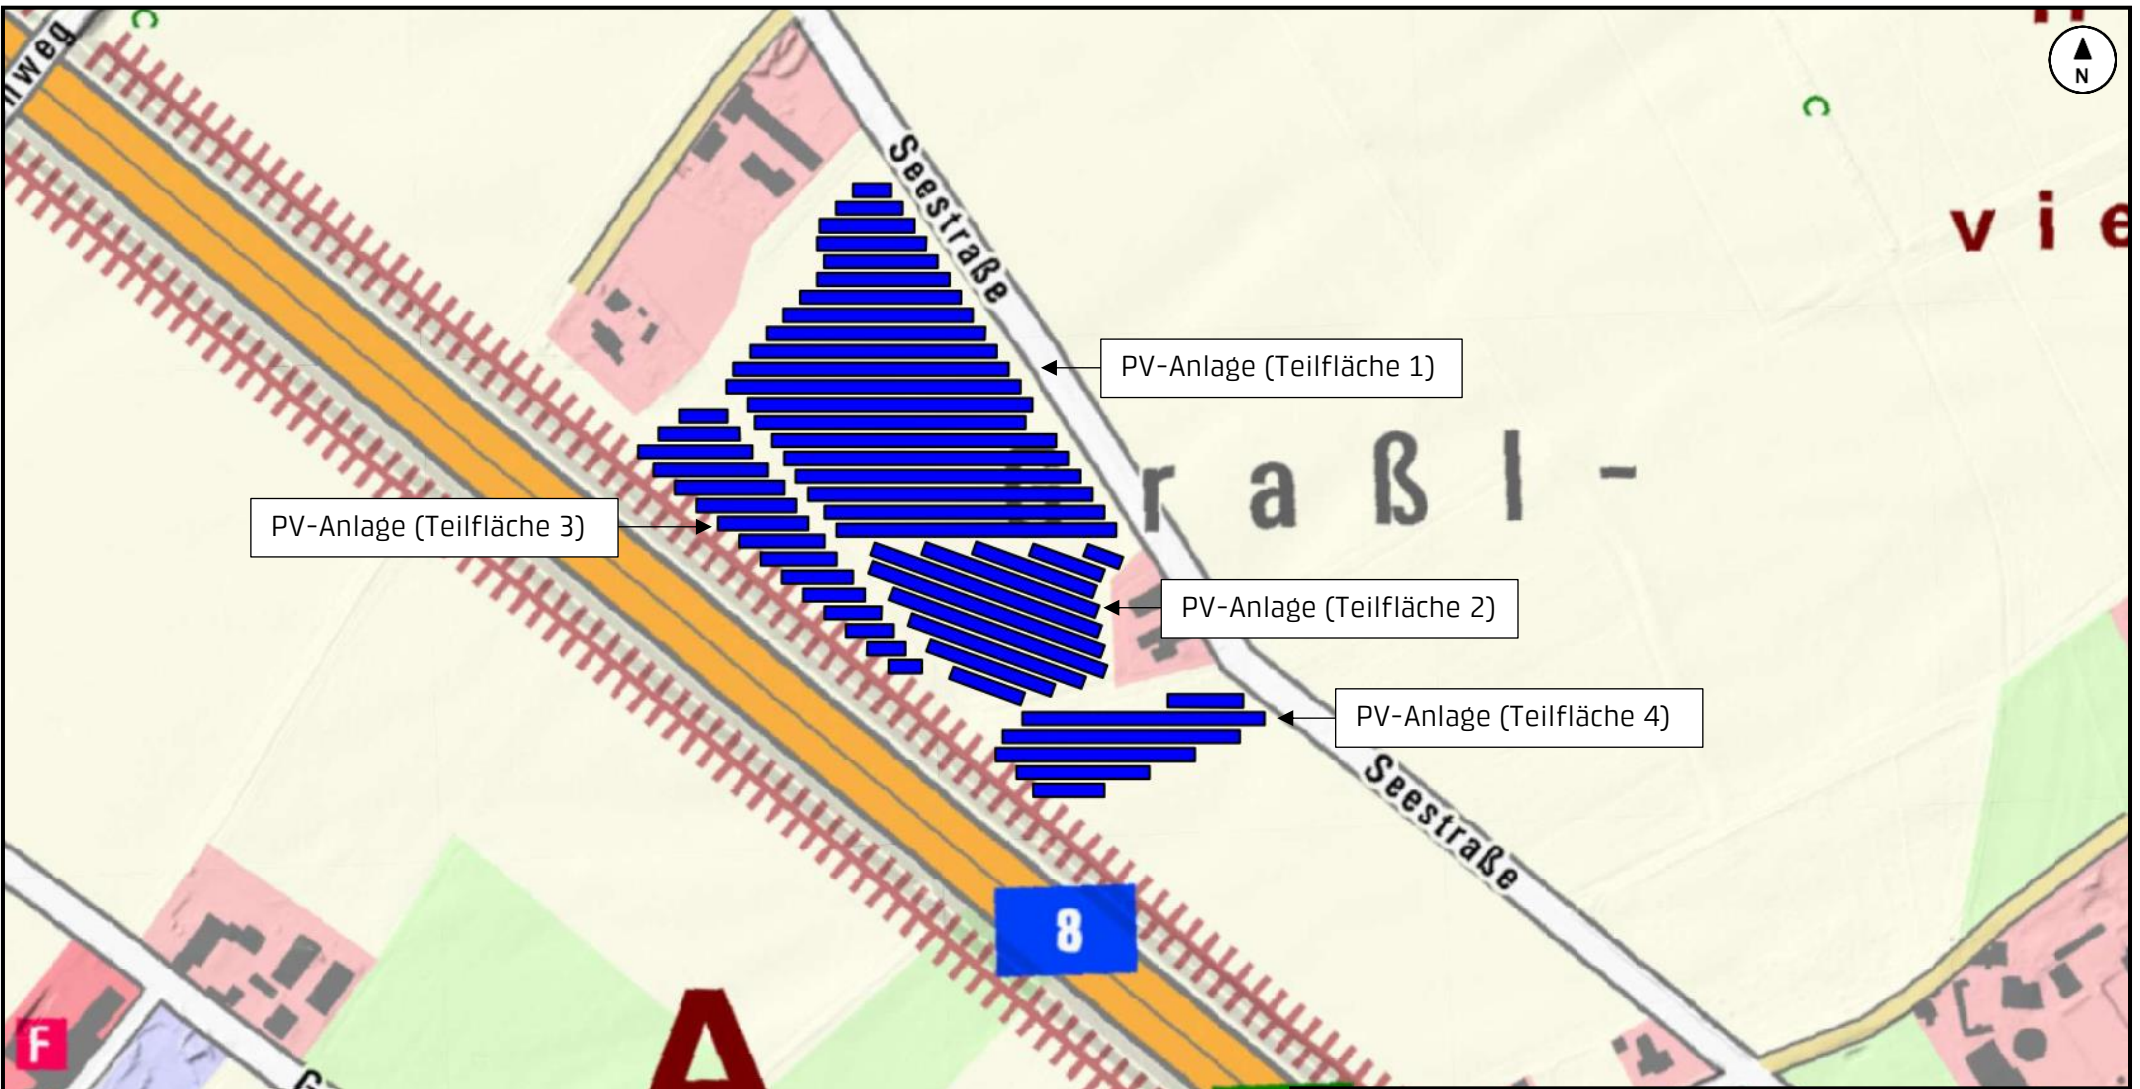 weg
C
N
C
Seestraße
v i e
PV-Anlage (Teilfläche 1)
r a ß l -
PV-Anlage (Teilfläche 3)
PV-Anlage (Teilfläche 2)
PV-Anlage (Teilfläche 4)
Seestraße
8
A
F
G